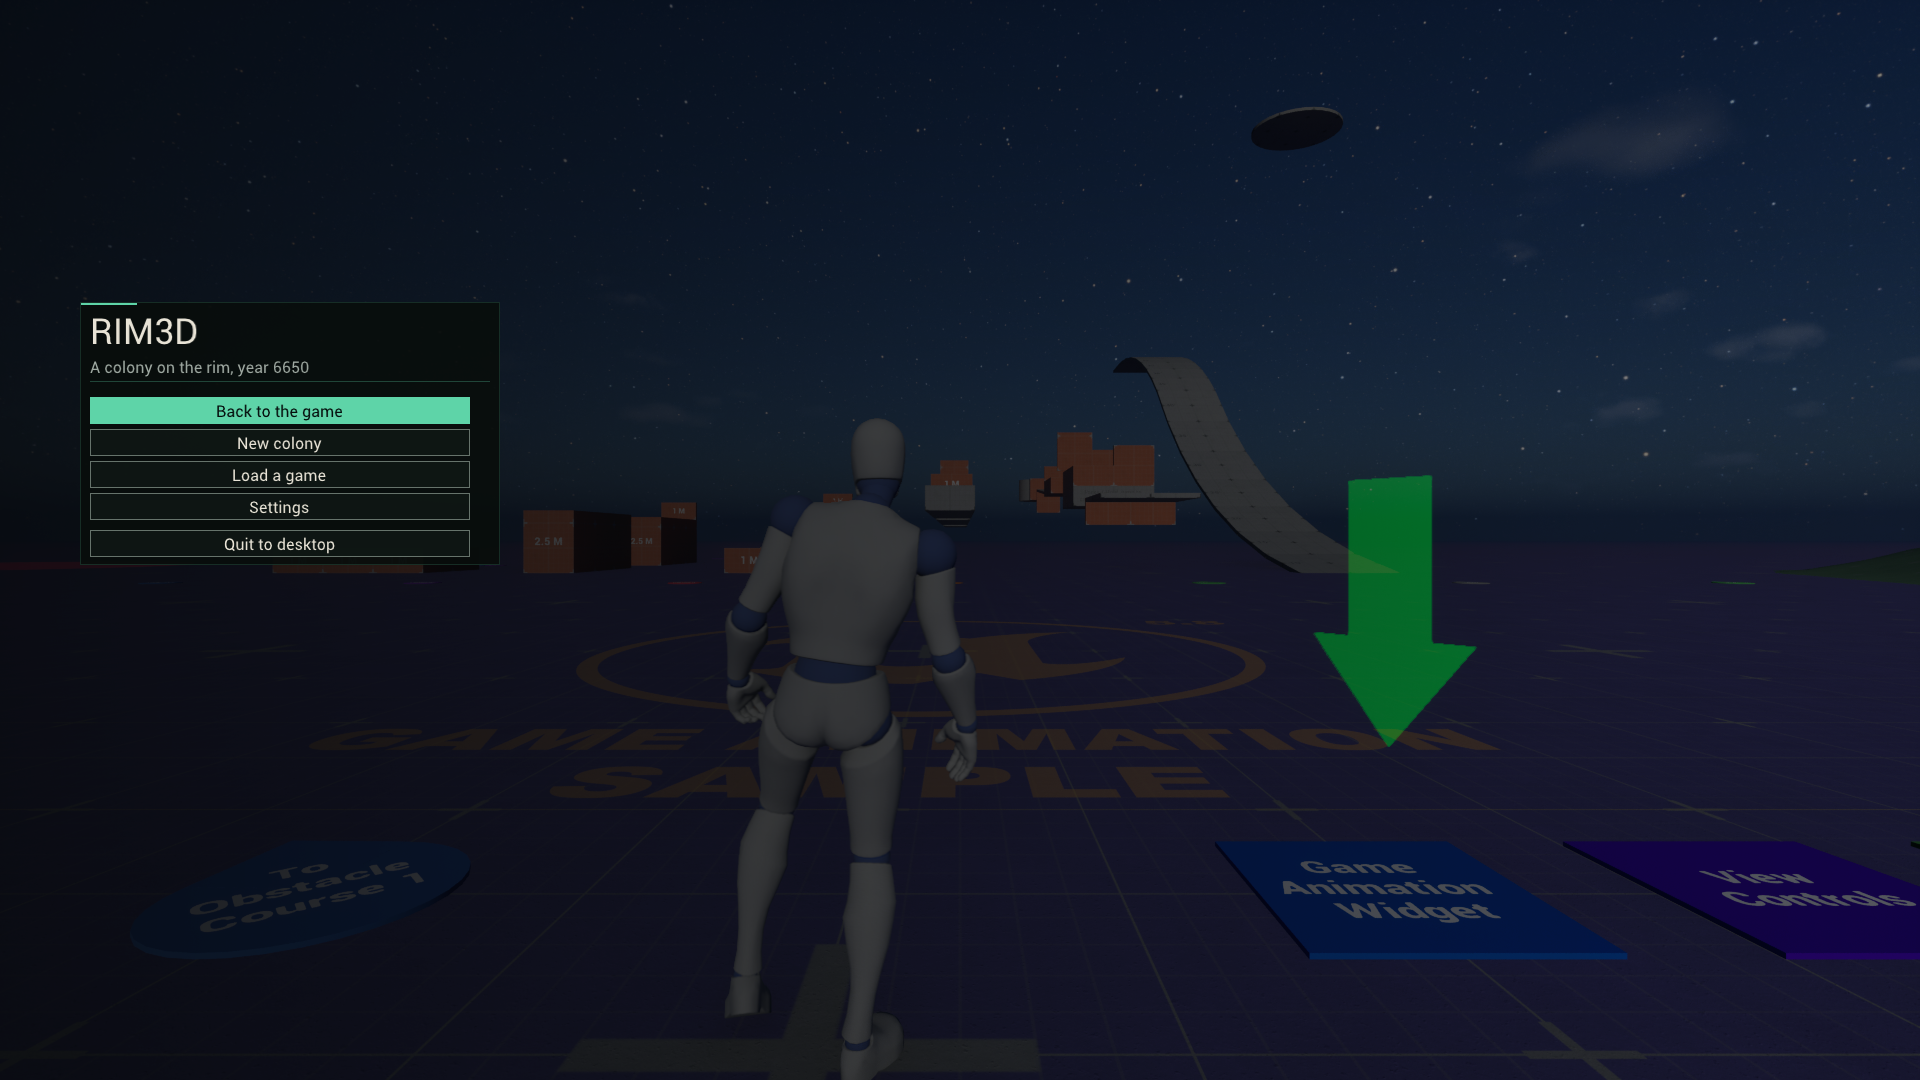 RIM3D
A colony on the rim, year 6650
Back to the game
New colony
Load a game
Settings
Quit to desktop
1 M
1 M
2.5 M
2.5 M
1 M
GAME ANIMATION
SAMPLE
To
Obstacle
Course 1
Game
Animation
Widget
View
Controls